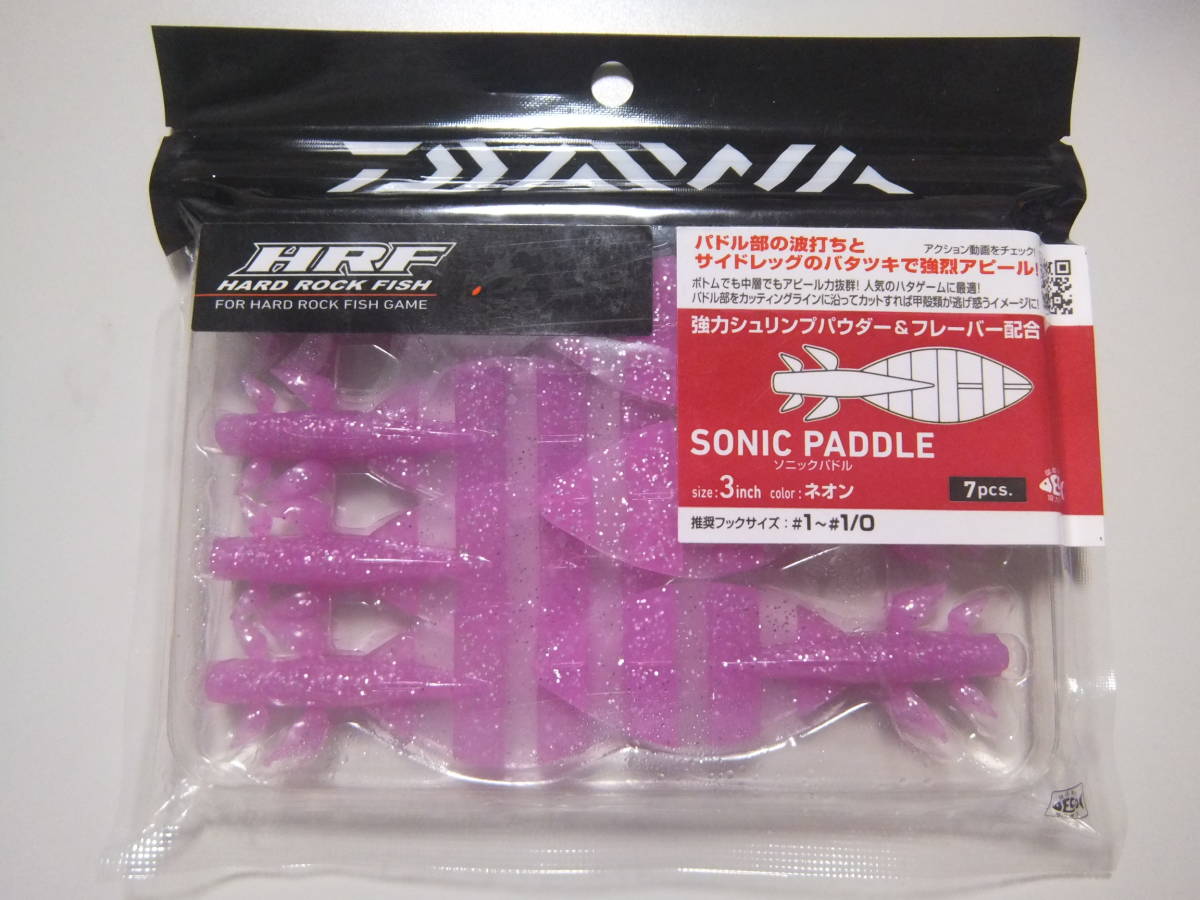 DAIWA
HRF
HARD ROCK FISH
FOR HARD ROCK FISH GAME
パドル部の波打ちと
アクション動画をチェック!
サイドレッグのバタツキで強烈アピール!
ボトムでも中層でもアピール力抜群! 人気のハタゲームに最適!
パドル部をカッティングラインに沿ってカットすれば甲殻類が逃げ惑うイメージに!
強力シュリンプパウダー&フレーバー配合
SONIC PADDLE
ソニックパドル
size:3inch color:ネオン
7pcs.
推奨フックサイズ:#1〜#1/0